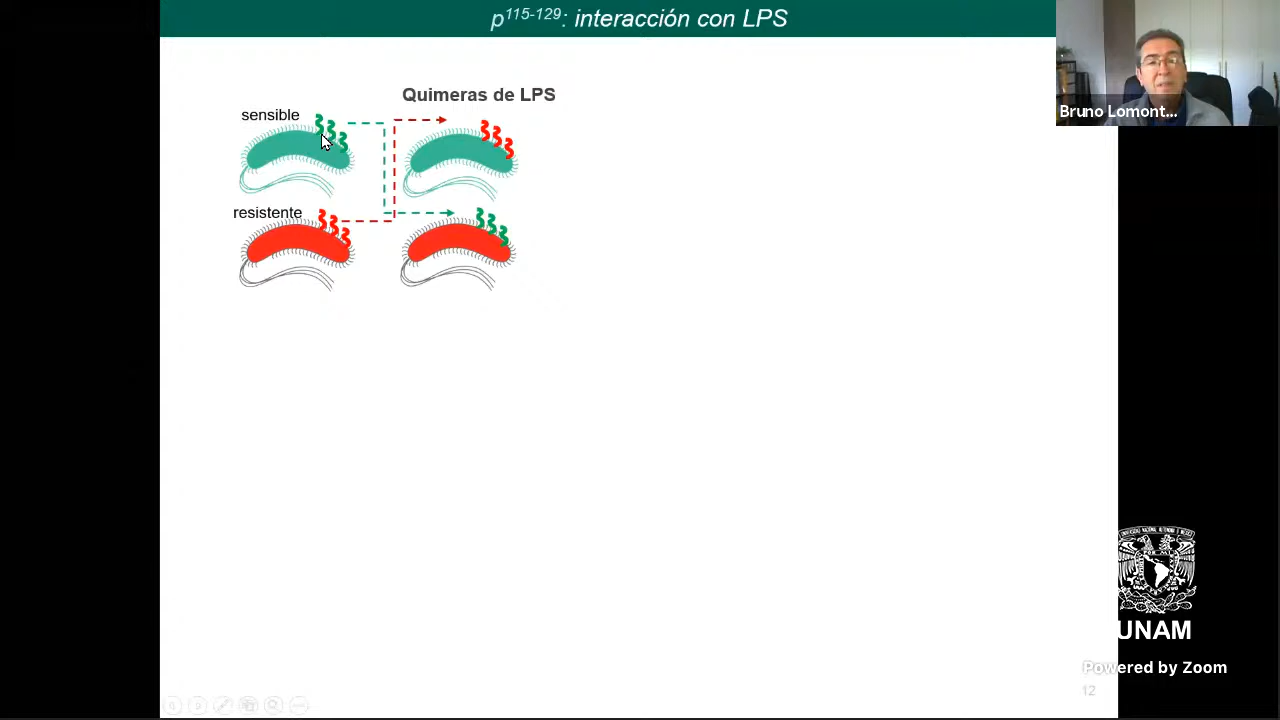 p115-129: interacción con LPS
Quimeras de LPS
sensible
resistente
Bruno Lomont...
UNAM
Powered by Zoom
12